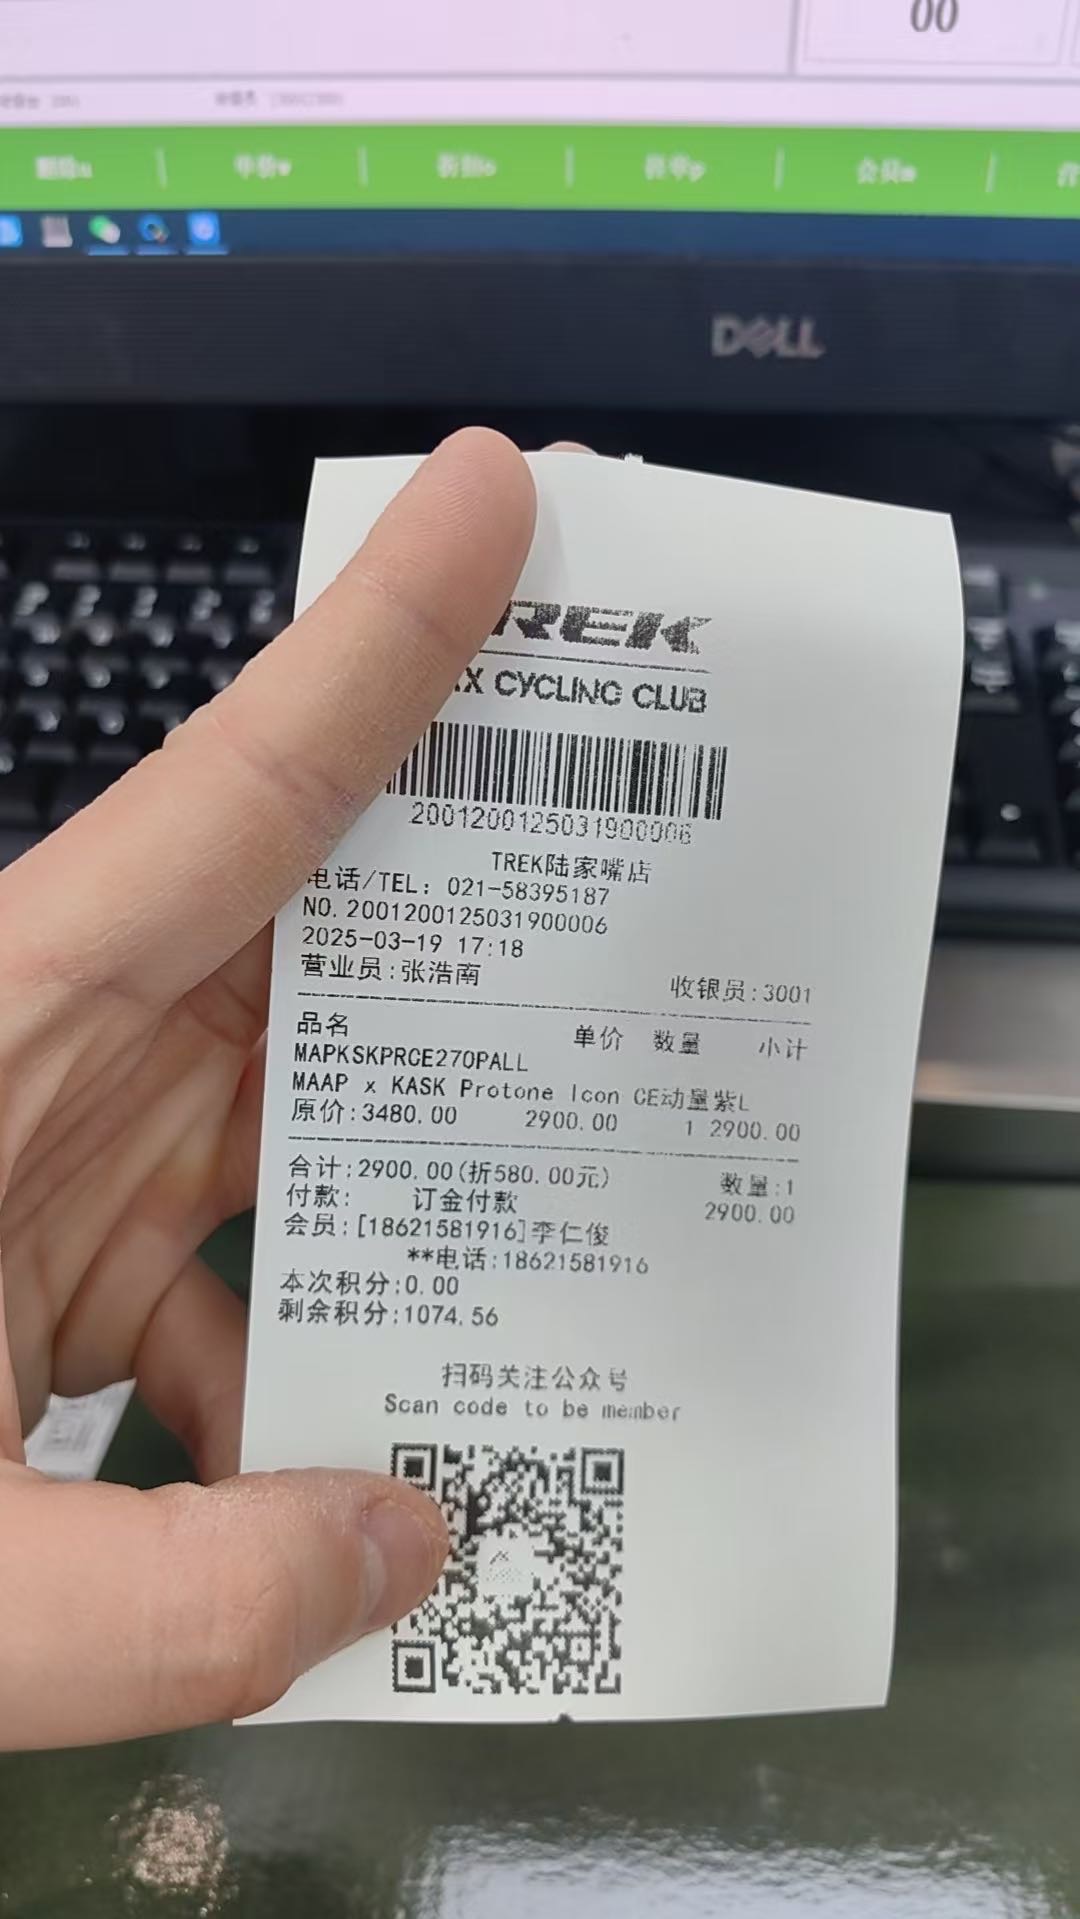 00
DELL
REK
X CYCLING CLUB
2001200125031900006
TREK陆家嘴店
电话/TEL: 021-58395187
NO. 2001200125031900006
2025-03-19 17:18
营业员:张浩南 收银员:3001
品名 单价 数量 小计
MAPKSKPRCE270PALL
MAAP x KASK Protone Icon CE动量紫L
原价:3480.00 2900.00 1 2900.00
合计:2900.00(折580.00元) 数量:1
付款: 订金付款 2900.00
会员:[18621581916]李仁俊
**电话:18621581916
本次积分:0.00
剩余积分:1074.56
扫码关注公众号
Scan code to be member